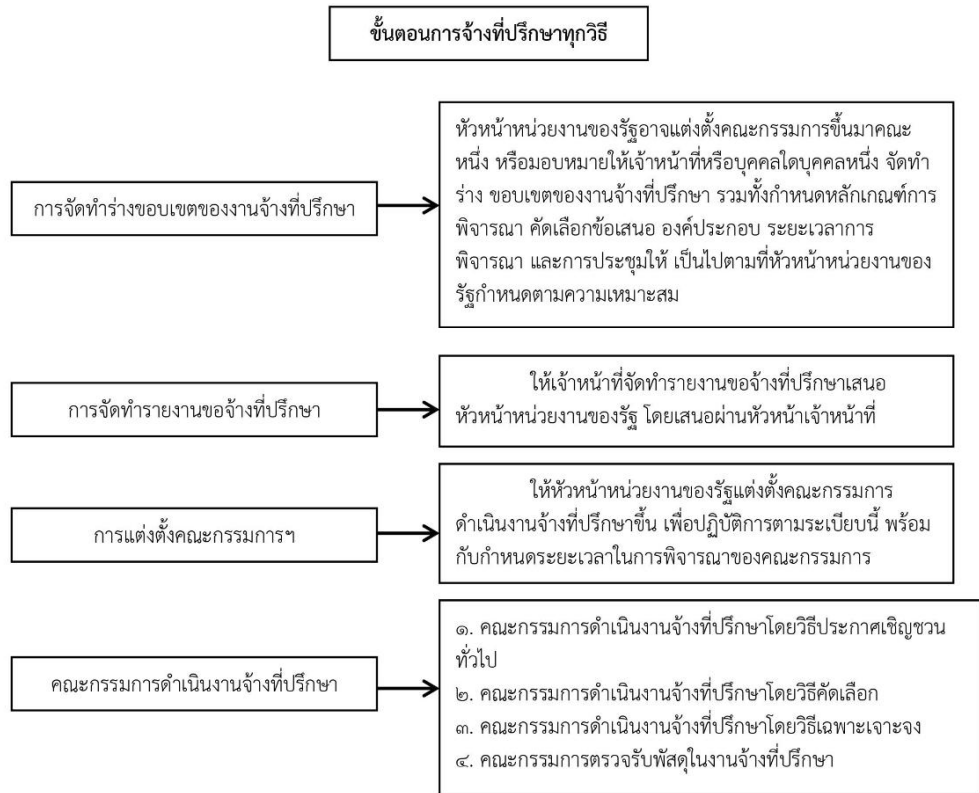 ขั้นตอนการจ้างที่ปรึกษาทุกวิธี
การจัดทำร่างขอบเขตของงานจ้างที่ปรึกษา
หัวหน้าหน่วยงานของรัฐอาจแต่งตั้งคณะกรรมการขึ้นมาคณะ
หนึ่ง หรือมอบหมายให้เจ้าหน้าที่หรือบุคคลใดบุคคลหนึ่ง จัดทำ
ร่าง ขอบเขตของงานจ้างที่ปรึกษา รวมทั้งกำหนดหลักเกณฑ์การ
พิจารณา คัดเลือกข้อเสนอ องค์ประกอบ ระยะเวลาการ
พิจารณา และการประชุมให้ เป็นไปตามที่หัวหน้าหน่วยงานของ
รัฐกำหนดตามความเหมาะสม
การจัดทำรายงานขอจ้างที่ปรึกษา
ให้เจ้าหน้าที่จัดทำรายงานขอจ้างที่ปรึกษาเสนอ
หัวหน้าหน่วยงานของรัฐ โดยเสนอผ่านหัวหน้าเจ้าหน้าที่
การแต่งตั้งคณะกรรมการฯ
ให้หัวหน้าหน่วยงานของรัฐแต่งตั้งคณะกรรมการ
ดำเนินงานจ้างที่ปรึกษาขึ้น เพื่อปฏิบัติการตามระเบียบนี้ พร้อม
กับกำหนดระยะเวลาในการพิจารณาของคณะกรรมการ
คณะกรรมการดำเนินงานจ้างที่ปรึกษา
๑. คณะกรรมการดำเนินงานจ้างที่ปรึกษาโดยวิธีประกาศเชิญชวน
ทั่วไป
๒. คณะกรรมการดำเนินงานจ้างที่ปรึกษาโดยวิธีคัดเลือก
๓. คณะกรรมการดำเนินงานจ้างที่ปรึกษาโดยวิธีเฉพาะเจาะจง
๔. คณะกรรมการตรวจรับพัสดุในงานจ้างที่ปรึกษา